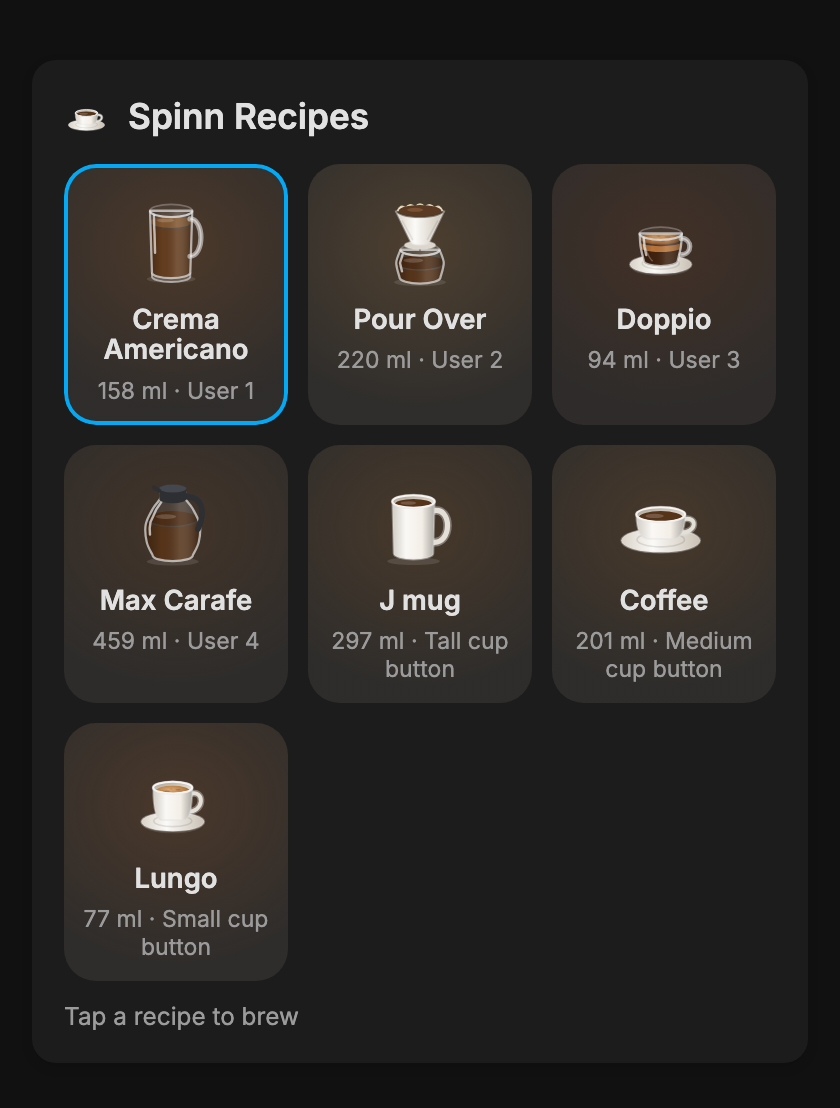 Spinn Recipes
Crema
Americano
158 ml · User 1
Pour Over
220 ml · User 2
Doppio
94 ml · User 3
Max Carafe
459 ml · User 4
J mug
297 ml · Tall cup
button
Coffee
201 ml · Medium
cup button
Lungo
77 ml · Small cup
button
Tap a recipe to brew